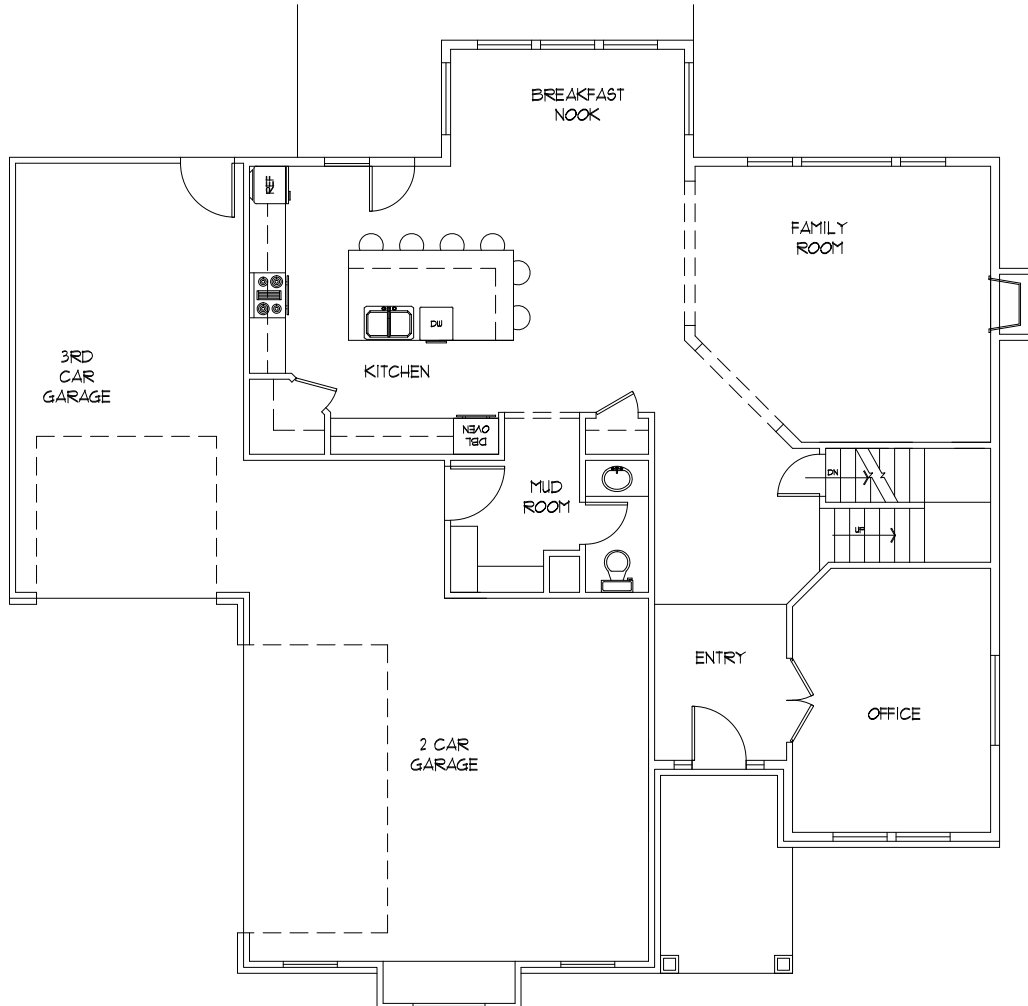 BREAKFAST
NOOK
REF
FAMILY
ROOM
DW
3RD
CAR
GARAGE
KITCHEN
DBL
OVEN
MUD
ROOM
DN
UP
ENTRY
OFFICE
2 CAR
GARAGE